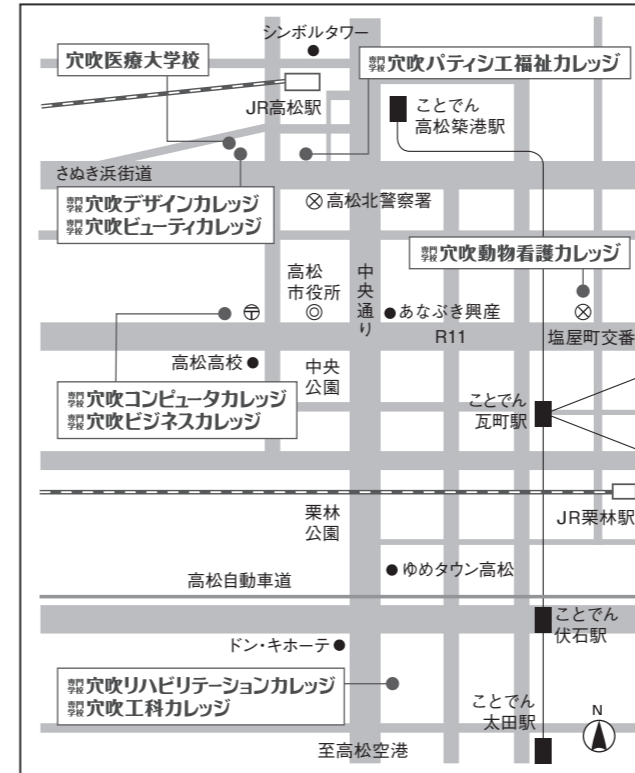 シンボルタワー
穴吹医療大学校
専門学校 穴吹パティシエ福祉カレッジ
JR高松駅
ことでん
高松築港駅
さぬき浜街道
専門学校 穴吹デザインカレッジ
専門学校 穴吹ビューティカレッジ
高松北警察署
専門学校 穴吹動物看護カレッジ
高松
市役所
中央通り
〒
あなぶき興産
R11
塩屋町交番
高松高校
中央
公園
専門学校 穴吹コンピュータカレッジ
専門学校 穴吹ビジネスカレッジ
ことでん
瓦町駅
栗林
公園
JR栗林駅
ゆめタウン高松
高松自動車道
ことでん
伏石駅
ドン・キホーテ
専門学校 穴吹リハビリテーションカレッジ
専門学校 穴吹工科カレッジ
ことでん
太田駅
N
至高松空港